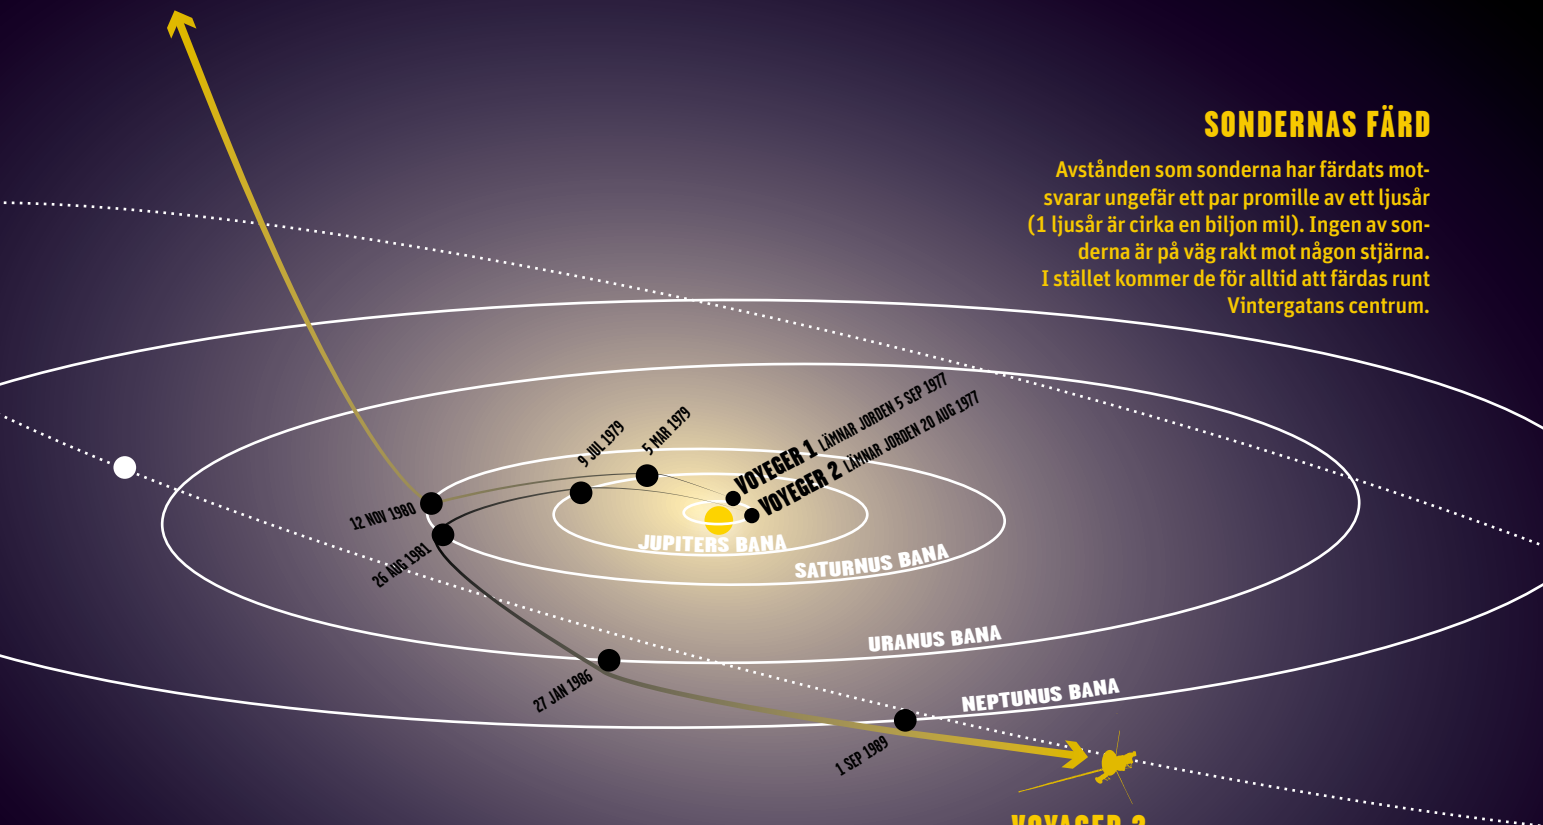 SONDERNAS FÄRD
Avstånden som sonderna har färdats mot-
svarar ungefär ett par promille av ett ljusår
(1 ljusår är cirka en biljon mil). Ingen av son-
derna är på väg rakt mot någon stjärna.
I stället kommer de för alltid att färdas runt
Vintergatans centrum.
9 JUL 1979
5 MAR 1979
VOYEGER 1 LÄMNAR JORDEN 5 SEP 1977
VOYEGER 2 LÄMNAR JORDEN 20 AUG 1977
12 NOV 1980
26 AUG 1981
JUPITERS BANA
SATURNUS BANA
URANUS BANA
27 JAN 1986
NEPTUNUS BANA
1 SEP 1989
VOYAGER 2